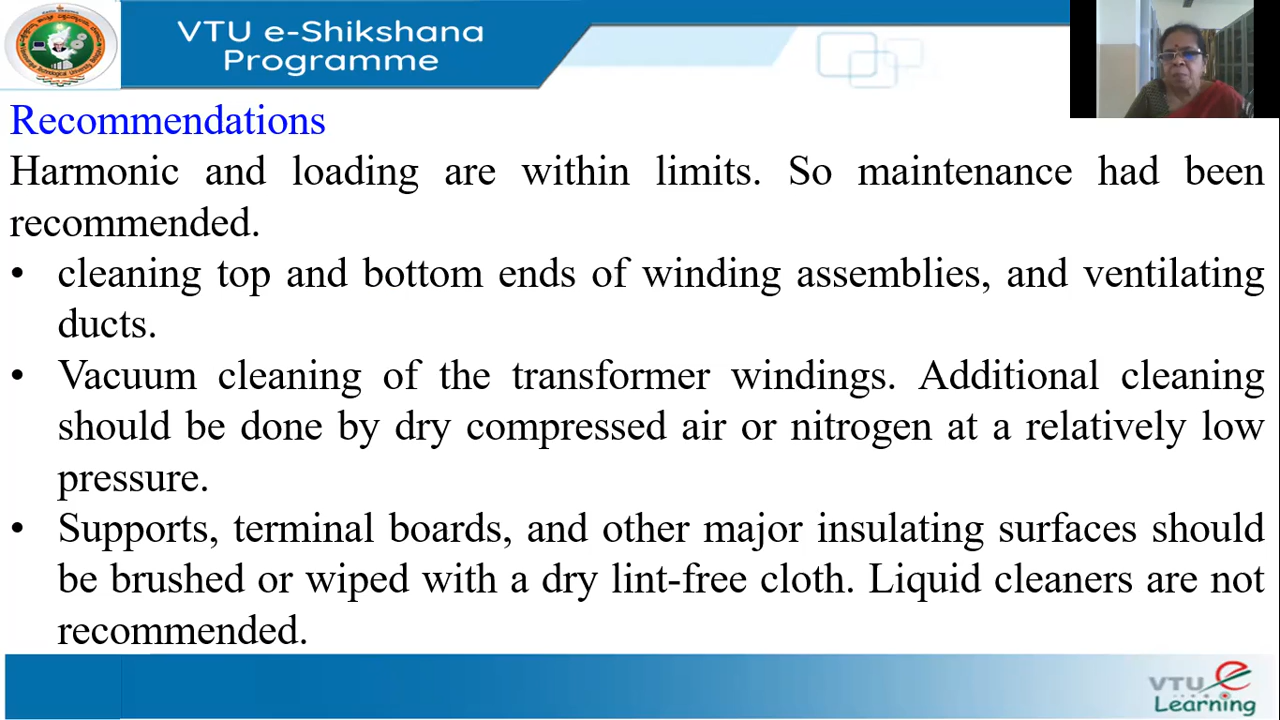 VTU e-Shikshana
Programme
Recommendations
Harmonic and loading are within limits. So maintenance had been
recommended.
• cleaning top and bottom ends of winding assemblies, and ventilating
ducts.
• Vacuum cleaning of the transformer windings. Additional cleaning
should be done by dry compressed air or nitrogen at a relatively low
pressure.
• Supports, terminal boards, and other major insulating surfaces should
be brushed or wiped with a dry lint-free cloth. Liquid cleaners are not
recommended.
VTU e
Learning